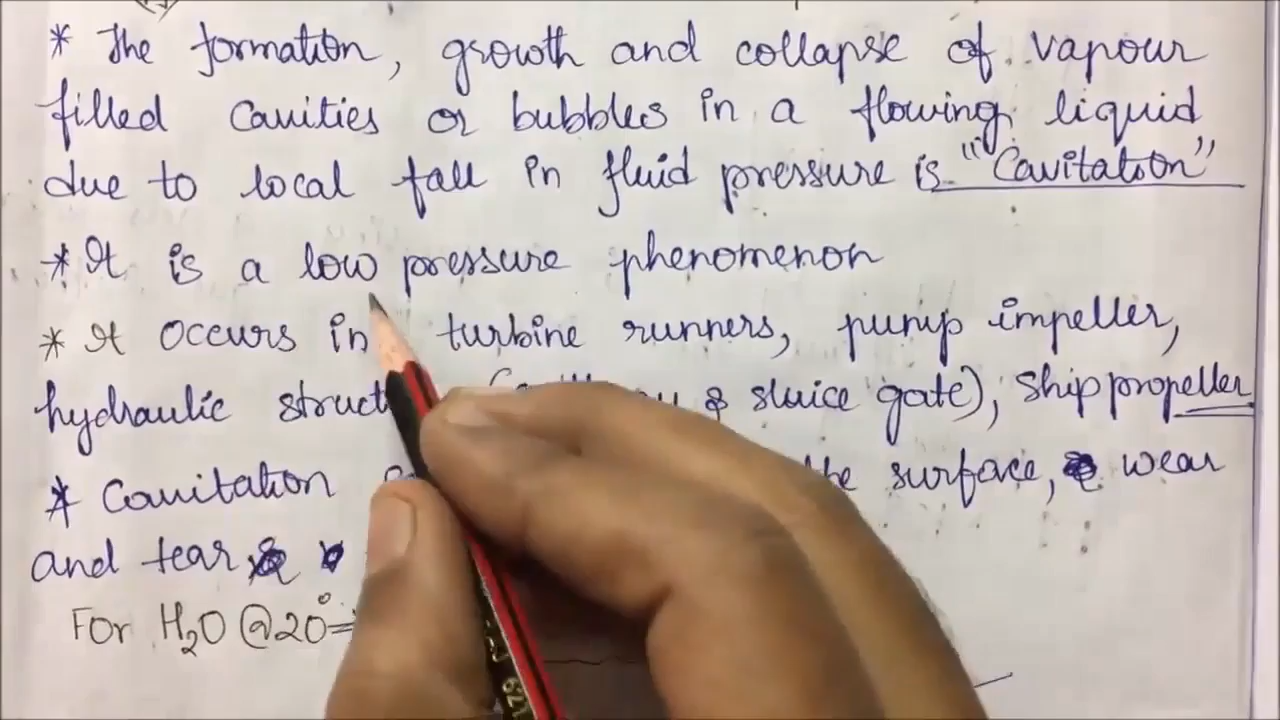 * The formation, growth and collapse of vapour
filled Cavities or bubbles in a flowing liquid
due to local fall in fluid pressure is "Cavitation"
* It is a low pressure phenomenon
* It occurs in turbine runners, pump impeller,
hydraulic & sluice gate), ship propeller
* Cavitation surface, wear
and tear
For H₂O @20°